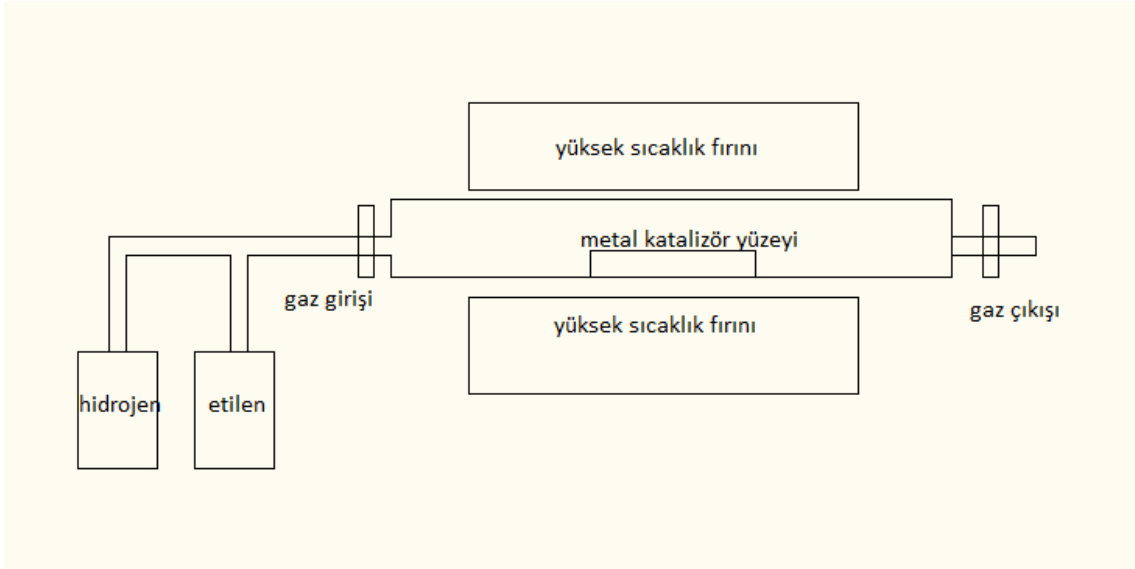 yüksek sıcaklık fırını
metal katalizör yüzeyi
gaz girişi
gaz çıkışı
yüksek sıcaklık fırını
hidrojen
etilen